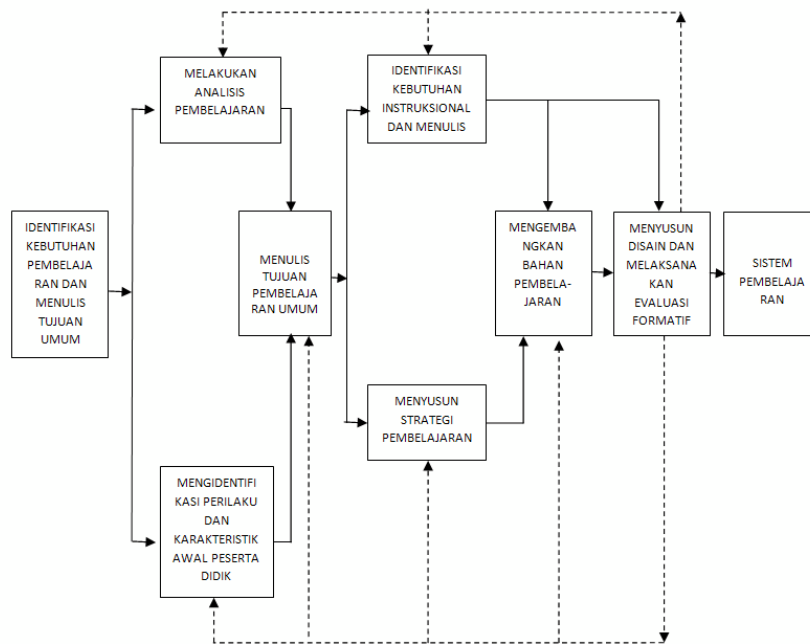 IDENTIFIKASI
KEBUTUHAN
PEMBELAJA
RAN DAN
MENULIS
TUJUAN
UMUM
MELAKUKAN
ANALISIS
PEMBELAJARAN
MENGIDENTIFI
KASI PERILAKU
DAN
KARAKTERISTIK
AWAL PESERTA
DIDIK
MENULIS
TUJUAN
PEMBELAJA
RAN UMUM
IDENTIFIKASI
KEBUTUHAN
INSTRUKSIONAL
DAN MENULIS
MENYUSUN
STRATEGI
PEMBELAJARAN
MENGEMBA
NGKAN
BAHAN
PEMBELA-
JARAN
MENYUSUN
DISAIN DAN
MELAKSANA
KAN
EVALUASI
FORMATIF
SISTEM
PEMBELAJA
RAN